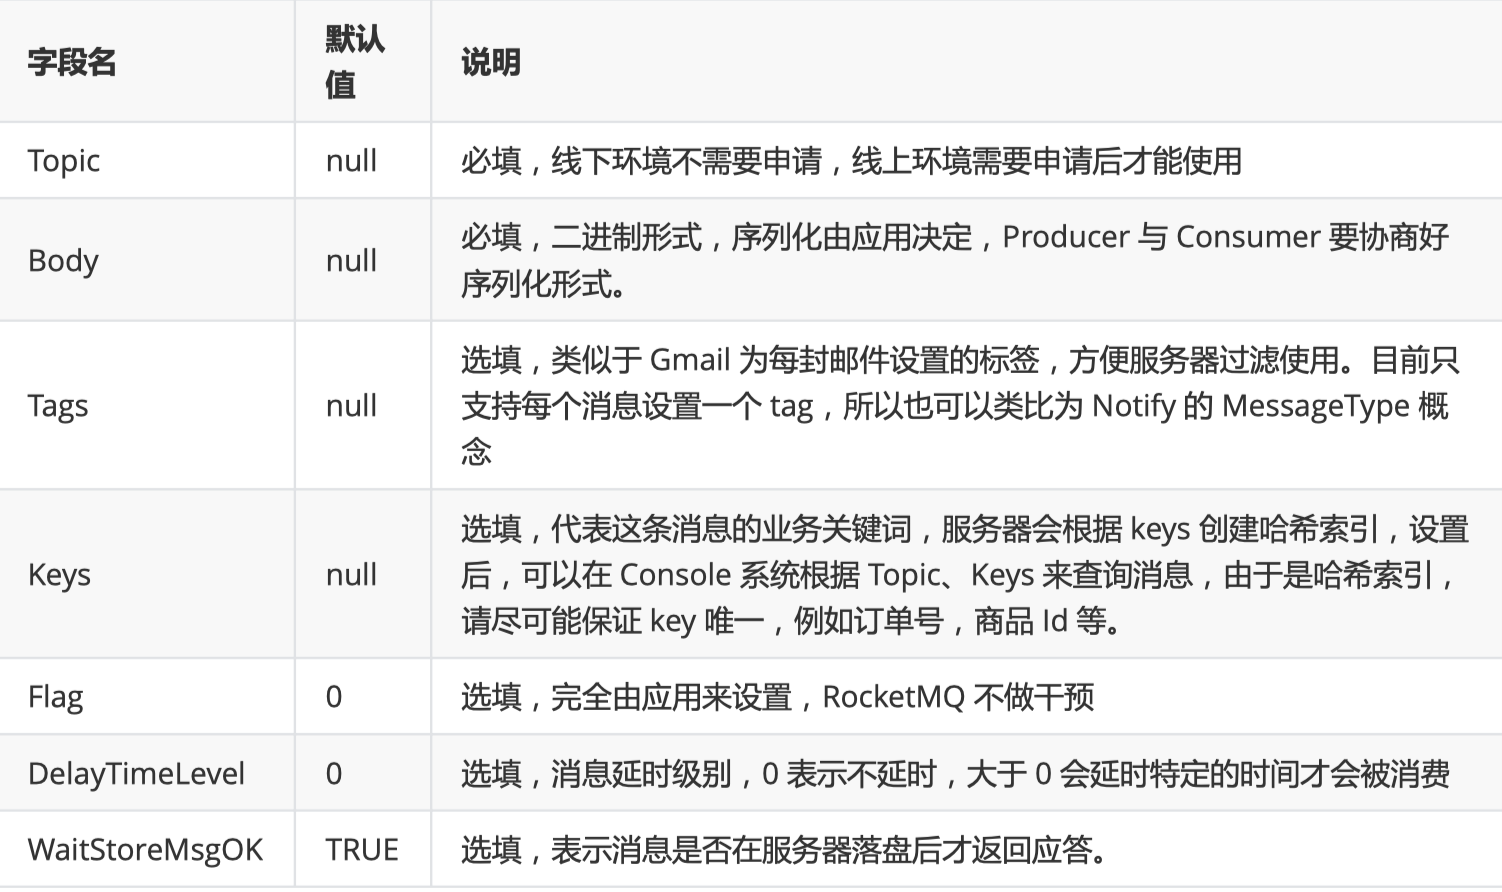 字段名 默认值 说明
Topic null 必填，线下环境不需要申请，线上环境需要申请后才能使用
Body null 必填，二进制形式，序列化由应用决定，Producer 与 Consumer 要协商好
序列化形式。
Tags null 选填，类似于 Gmail 为每封邮件设置的标签，方便服务器过滤使用。目前只
支持每个消息设置一个 tag，所以也可以类比为 Notify 的 MessageType 概
念
Keys null 选填，代表这条消息的业务关键词，服务器会根据 keys 创建哈希索引，设置
后，可以在 Console 系统根据 Topic、Keys 来查询消息，由于是哈希索引，
请尽可能保证 key 唯一，例如订单号，商品 Id 等。
Flag 0 选填，完全由应用来设置，RocketMQ 不做干预
DelayTimeLevel 0 选填，消息延时级别，0 表示不延时，大于 0 会延时特定的时间才会被消费
WaitStoreMsgOK TRUE 选填，表示消息是否在服务器落盘后才返回应答。